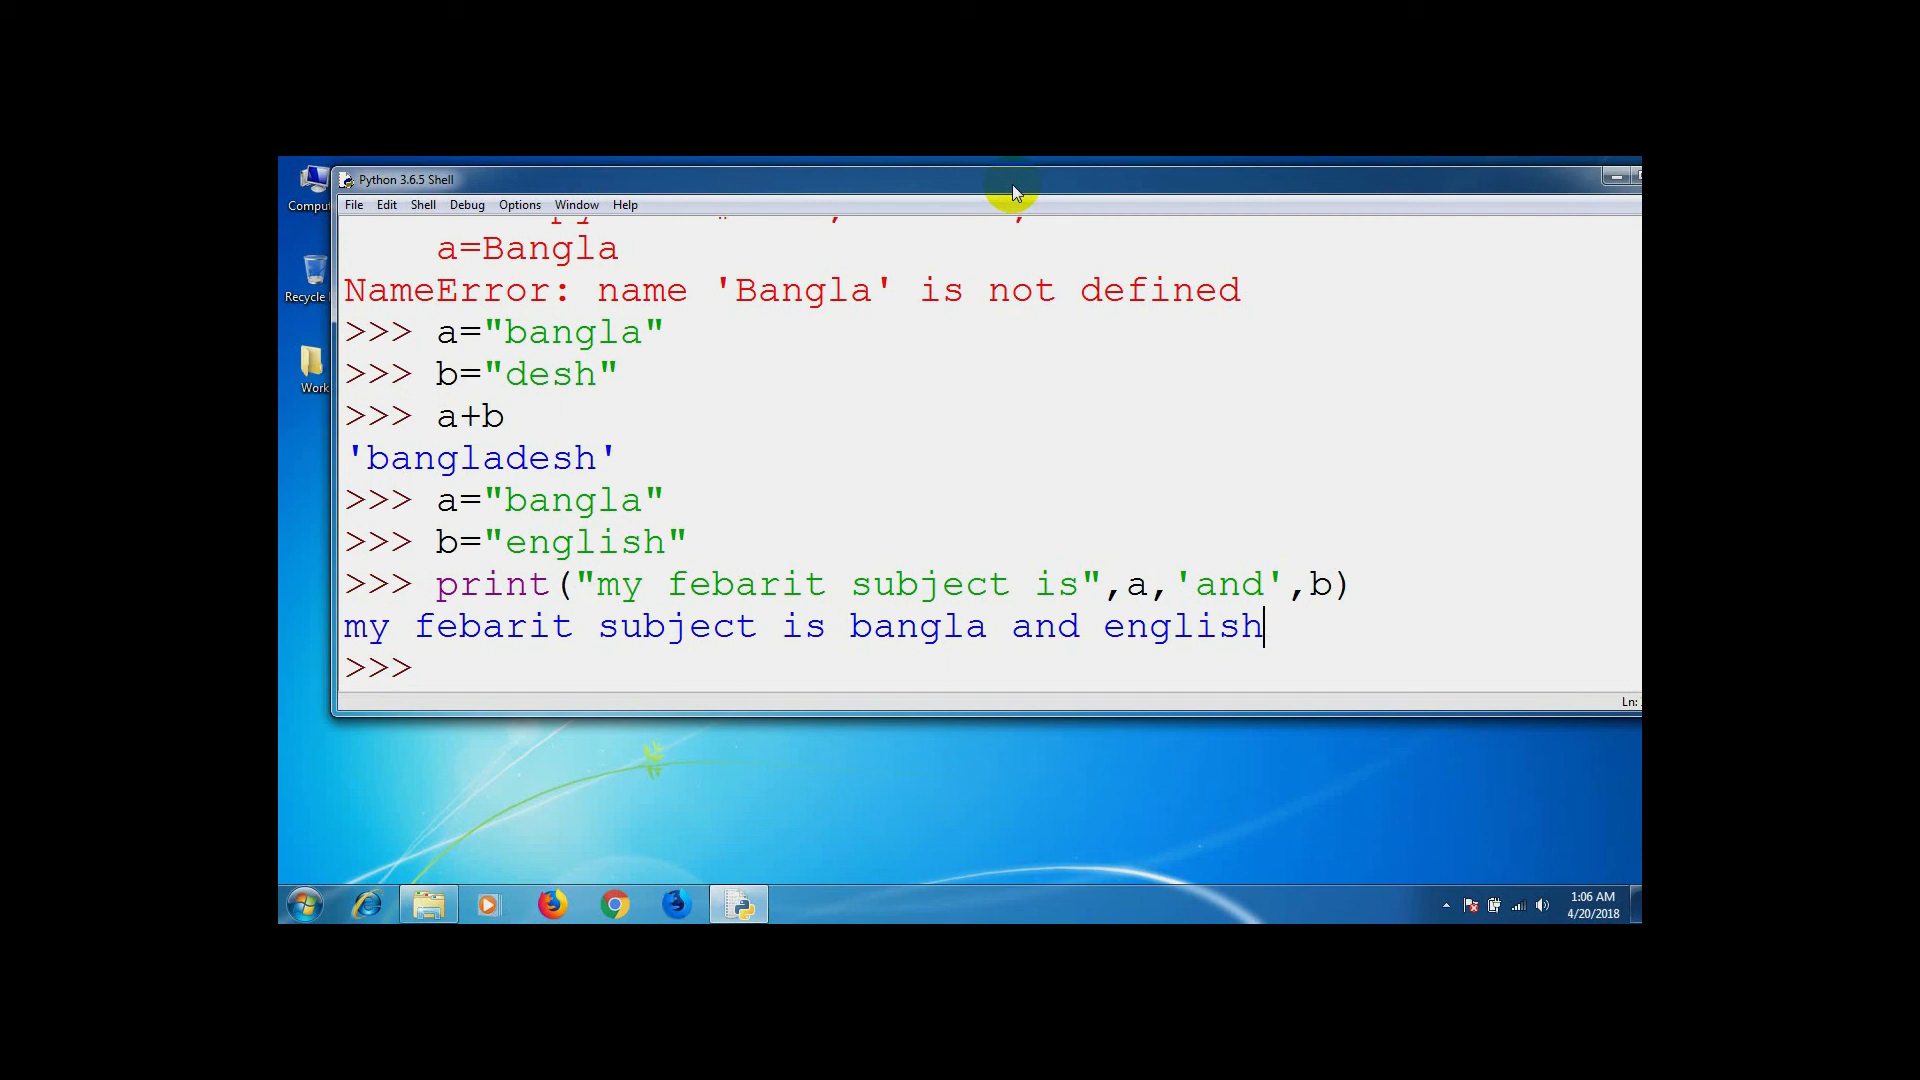 Python 3.6.5 Shell
File Edit Shell Debug Options Window Help
a=Bangla
NameError: name 'Bangla' is not defined
>>> a="bangla"
>>> b="desh"
>>> a+b
'bangladesh'
>>> a="bangla"
>>> b="english"
>>> print("my febarit subject is",a,'and',b)
my febarit subject is bangla and english
>>>
Ln:
Comput
Recycle
Work
1:06 AM
4/20/2018